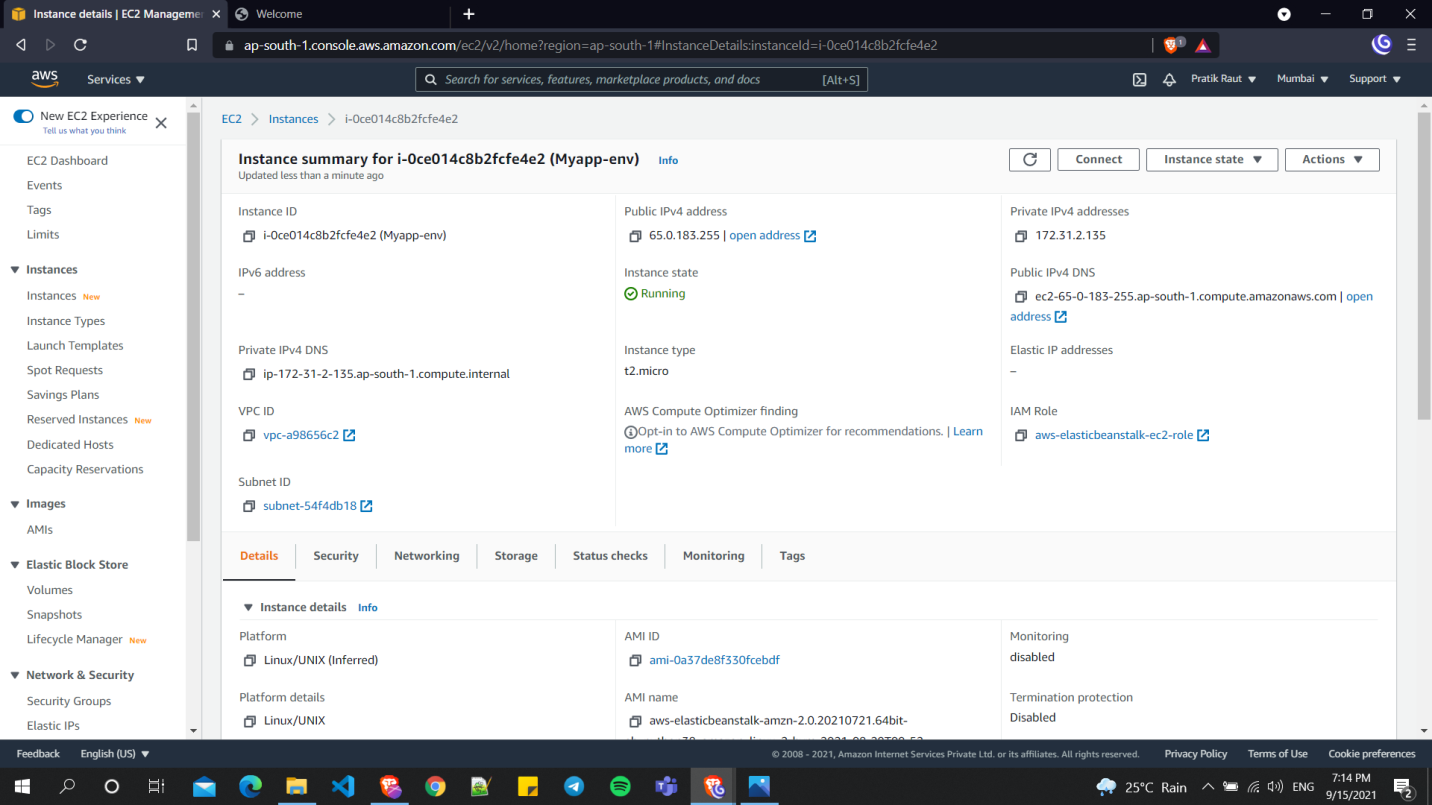 Instance details | EC2 Managemen
Welcome
ap-south-1.console.aws.amazon.com/ec2/v2/home?region=ap-south-1#InstanceDetails:instanceId=i-0ce014c8b2fcfe4e2
1
aws
Services
Search for services, features, marketplace products, and docs
[Alt+S]
Pratik Raut
Mumbai
Support
New EC2 Experience
Tell us what you think
EC2 Dashboard
Events
Tags
Limits
Instances
Instances New
Instance Types
Launch Templates
Spot Requests
Savings Plans
Reserved Instances New
Dedicated Hosts
Capacity Reservations
Images
AMIs
Elastic Block Store
Volumes
Snapshots
Lifecycle Manager New
Network & Security
Security Groups
Elastic IPs
EC2
Instances
i-0ce014c8b2fcfe4e2
Instance summary for i-0ce014c8b2fcfe4e2 (Myapp-env) Info
Updated less than a minute ago
Connect
Instance state
Actions
Instance ID
i-0ce014c8b2fcfe4e2 (Myapp-env)
Public IPv4 address
65.0.183.255 | open address
Private IPv4 addresses
172.31.2.135
IPv6 address
–
Instance state
Running
Public IPv4 DNS
ec2-65-0-183-255.ap-south-1.compute.amazonaws.com | open
address
Private IPv4 DNS
ip-172-31-2-135.ap-south-1.compute.internal
Instance type
t2.micro
Elastic IP addresses
–
VPC ID
vpc-a98656c2
AWS Compute Optimizer finding
Opt-in to AWS Compute Optimizer for recommendations. | Learn
more
IAM Role
aws-elasticbeanstalk-ec2-role
Subnet ID
subnet-54f4db18
Details
Security
Networking
Storage
Status checks
Monitoring
Tags
Instance details Info
Platform
Linux/UNIX (Inferred)
AMI ID
ami-0a37de8f330fcebdf
Monitoring
disabled
Platform details
Linux/UNIX
AMI name
aws-elasticbeanstalk-amzn-2.0.20210721.64bit-
Termination protection
Disabled
Feedback
English (US)
© 2008 - 2021, Amazon Internet Services Private Ltd. or its affiliates. All rights reserved.
Privacy Policy
Terms of Use
Cookie preferences
25°C Rain
ENG
7:14 PM
9/15/2021
2